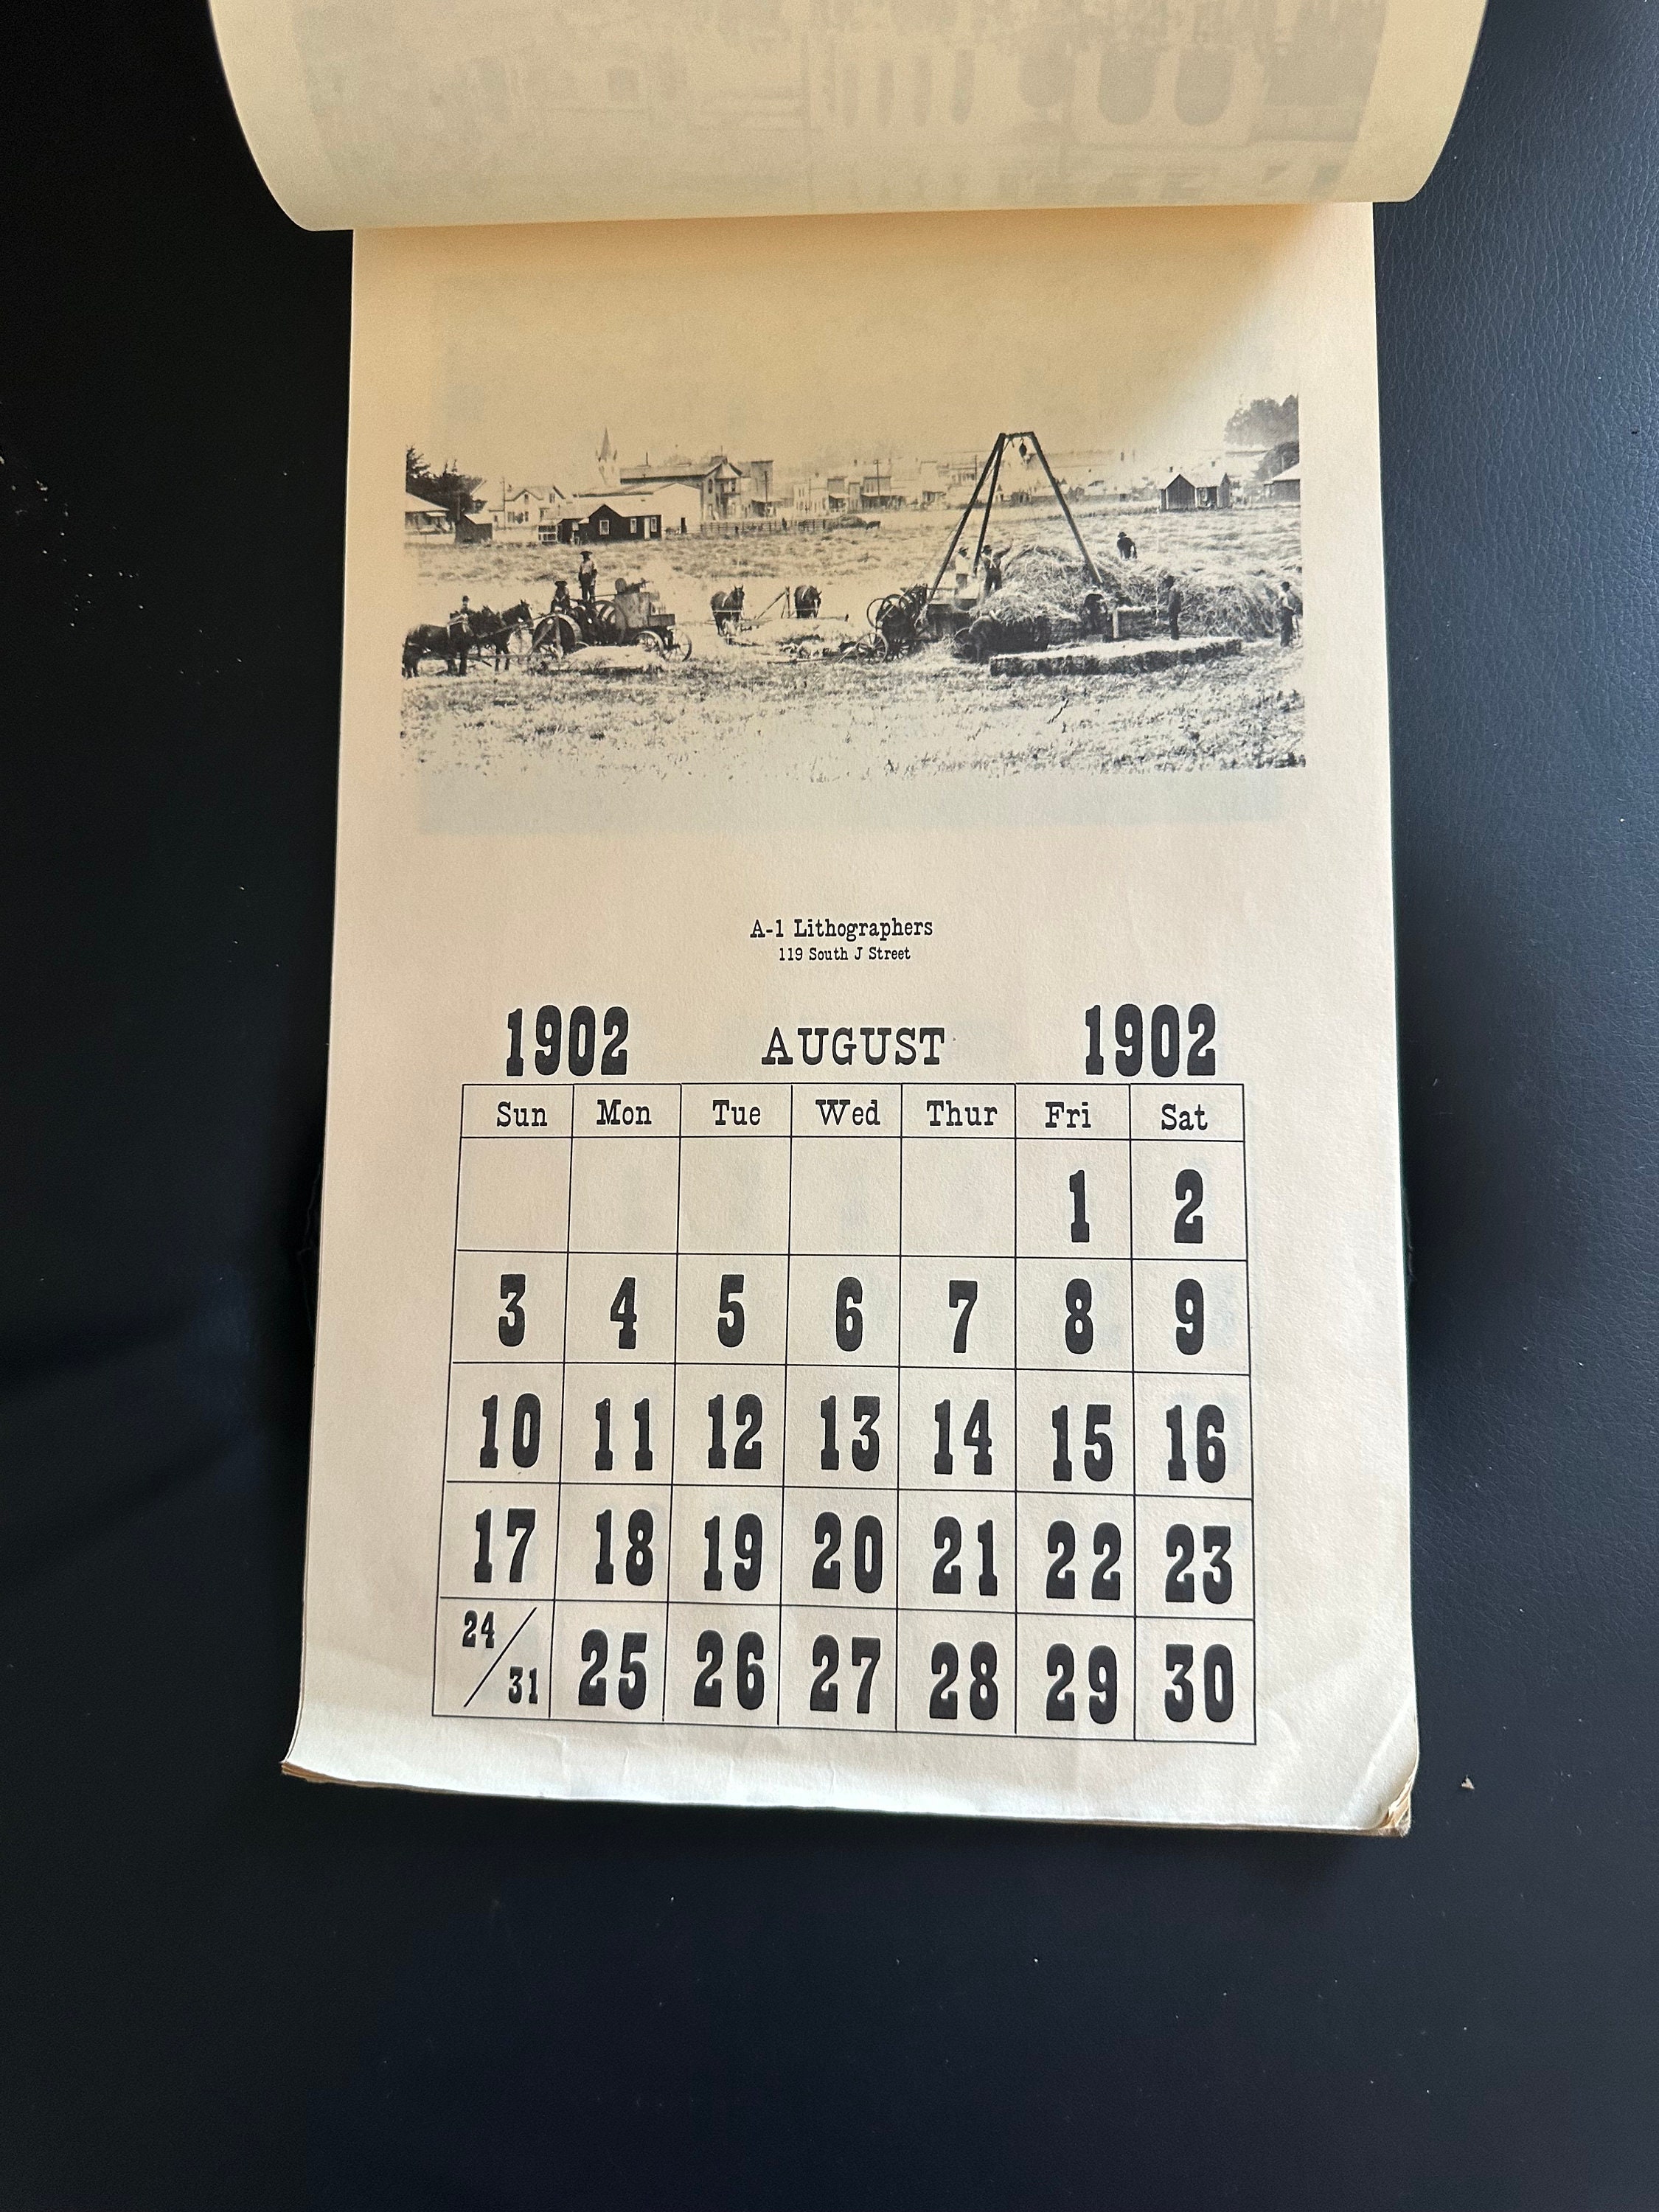 A-1 Lithographers
119 South J Street
1902 AUGUST 1902
Sun Mon Tue Wed Thur Fri Sat
1 2
3 4 5 6 7 8 9
10 11 12 13 14 15 16
17 18 19 20 21 22 23
24/31 25 26 27 28 29 30